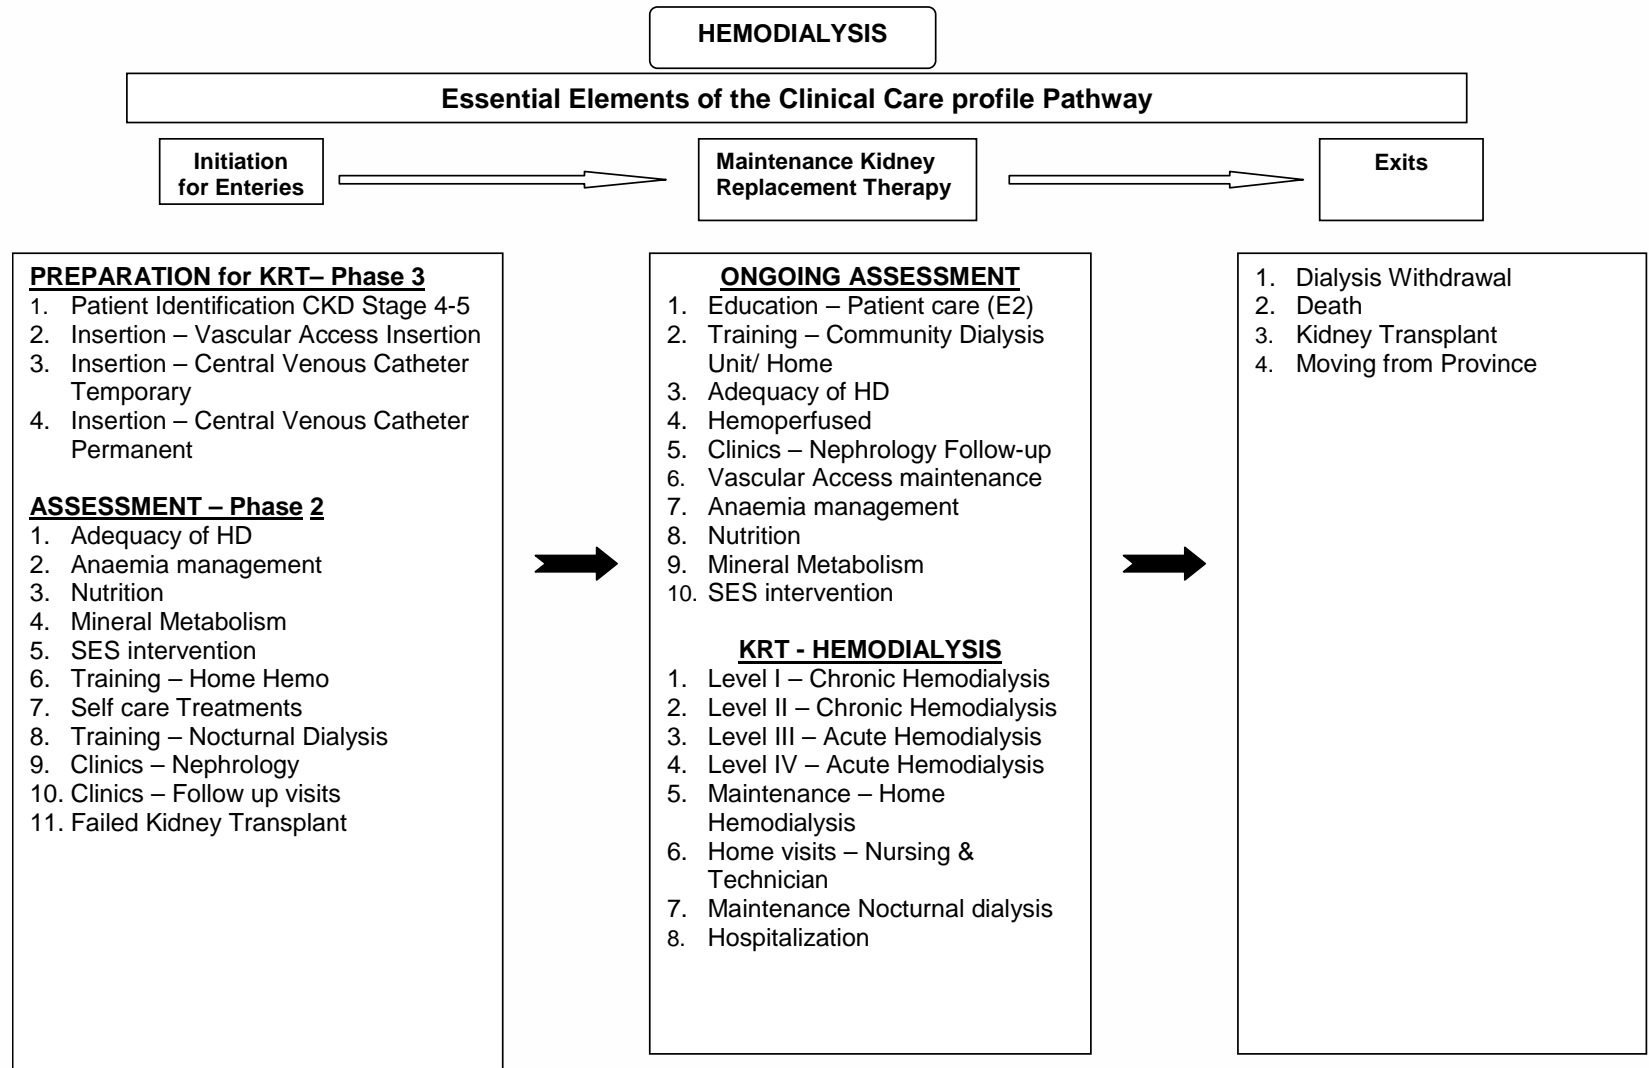 HEMODIALYSIS
Essential Elements of the Clinical Care profile Pathway
Initiation
for Enteries
Maintenance Kidney
Replacement Therapy
Exits
PREPARATION for KRT– Phase 3
1. Patient Identification CKD Stage 4-5
2. Insertion – Vascular Access Insertion
3. Insertion – Central Venous Catheter
Temporary
4. Insertion – Central Venous Catheter
Permanent
ASSESSMENT – Phase 2
1. Adequacy of HD
2. Anaemia management
3. Nutrition
4. Mineral Metabolism
5. SES intervention
6. Training – Home Hemo
7. Self care Treatments
8. Training – Nocturnal Dialysis
9. Clinics – Nephrology
10. Clinics – Follow up visits
11. Failed Kidney Transplant
ONGOING ASSESSMENT
1. Education – Patient care (E2)
2. Training – Community Dialysis
Unit/ Home
3. Adequacy of HD
4. Hemoperfused
5. Clinics – Nephrology Follow-up
6. Vascular Access maintenance
7. Anaemia management
8. Nutrition
9. Mineral Metabolism
10. SES intervention
KRT - HEMODIALYSIS
1. Level I – Chronic Hemodialysis
2. Level II – Chronic Hemodialysis
3. Level III – Acute Hemodialysis
4. Level IV – Acute Hemodialysis
5. Maintenance – Home
Hemodialysis
6. Home visits – Nursing &
Technician
7. Maintenance Nocturnal dialysis
8. Hospitalization
1. Dialysis Withdrawal
2. Death
3. Kidney Transplant
4. Moving from Province